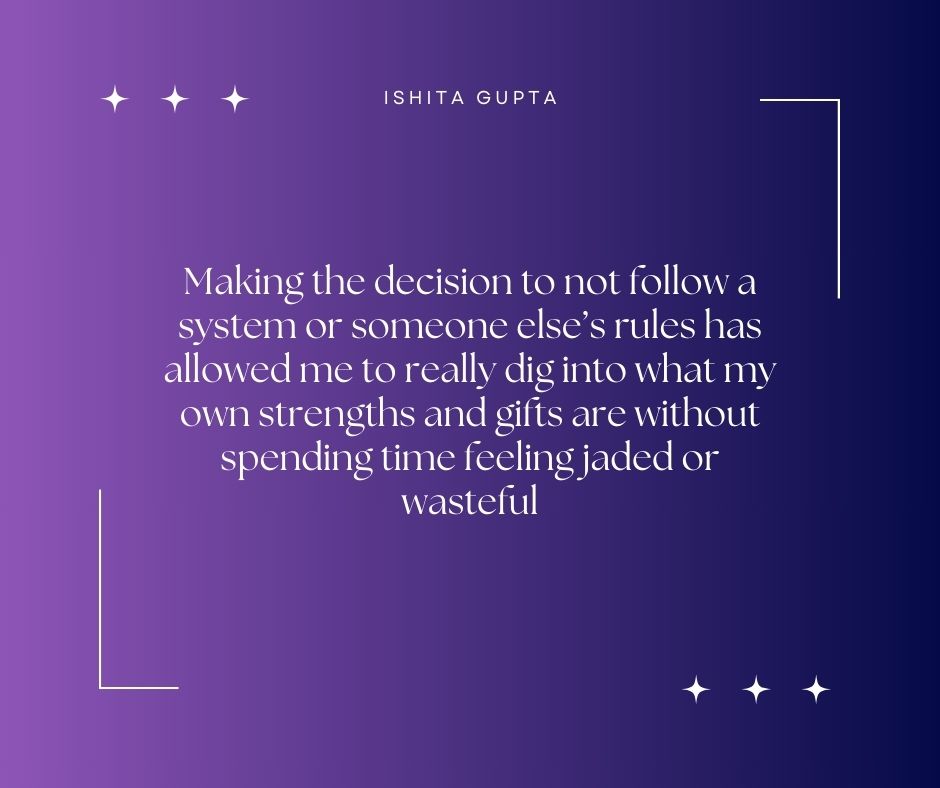 ISHITA GUPTA
Making the decision to not follow a
system or someone else’s rules has
allowed me to really dig into what my
own strengths and gifts are without
spending time feeling jaded or
wasteful